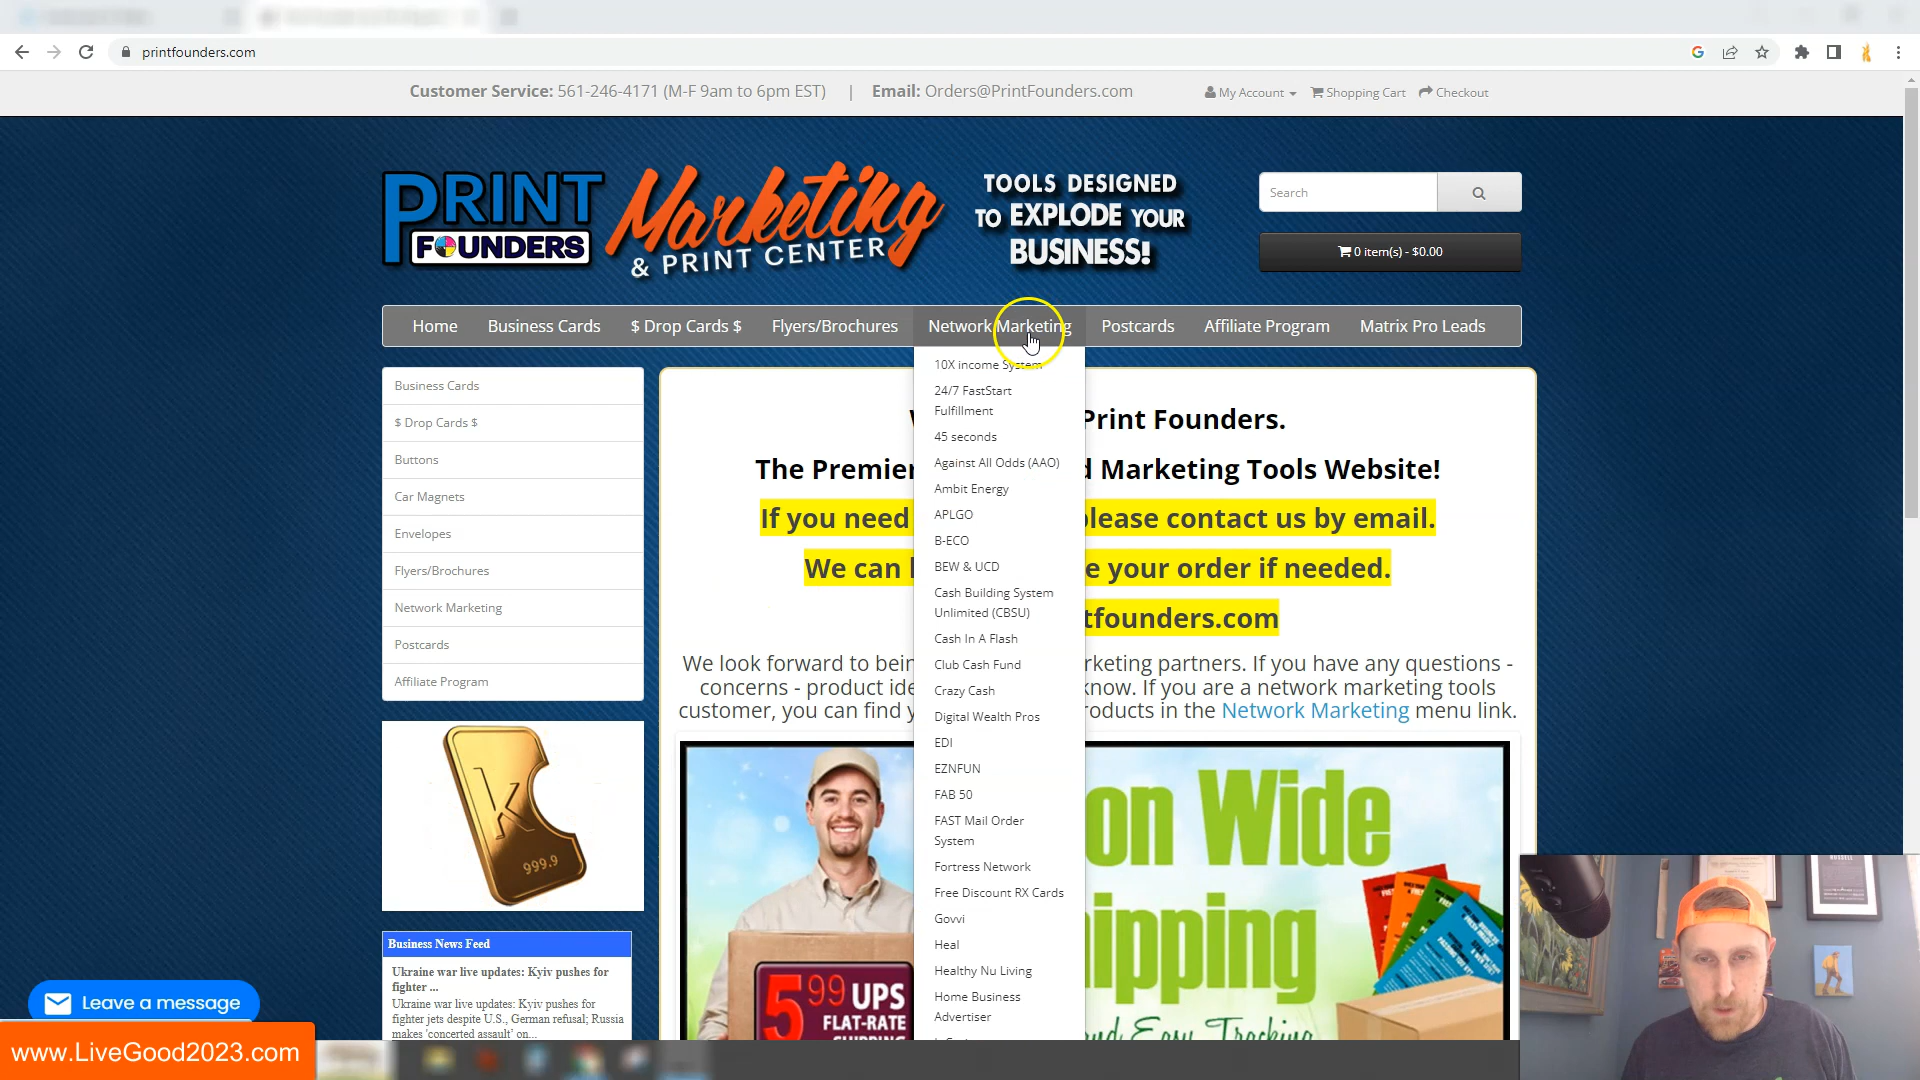 printfounders.com
Customer Service: 561-246-4171 (M-F 9am to 6pm EST) | Email: Orders@PrintFounders.com
My Account
Shopping Cart
Checkout
PRINT
FOUNDERS
Marketing
& PRINT CENTER
TOOLS DESIGNED
TO EXPLODE YOUR
BUSINESS!
Search
0 item(s) - $0.00
Home
Business Cards
$ Drop Cards $
Flyers/Brochures
Network Marketing
Postcards
Affiliate Program
Matrix Pro Leads
Business Cards
$ Drop Cards $
Buttons
Car Magnets
Envelopes
Flyers/Brochures
Network Marketing
Postcards
Affiliate Program
999.9
Business News Feed
Ukraine war live updates: Kyiv pushes for
fighter ...
Ukraine war live updates: Kyiv pushes for
fighter jets despite U.S., German refusal; Russia
makes 'concerted assault' on...
10X income System
24/7 FastStart
Fulfillment
45 seconds
Against All Odds (AAO)
Ambit Energy
APLGO
B-ECO
BEW & UCD
Cash Building System
Unlimited (CBSU)
Cash In A Flash
Club Cash Fund
Crazy Cash
Digital Wealth Pros
EDI
EZNFUN
FAB 50
FAST Mail Order
System
Fortress Network
Free Discount RX Cards
Govvi
Heal
Healthy Nu Living
Home Business
Advertiser
Print Founders.
The Premier Marketing Tools Website!
If you need please contact us by email.
We can your order if needed.
tfounders.com
We look forward to rketing partners. If you have any questions -
concerns - product know. If you are a network marketing tools
customer, you can find roducts in the Network Marketing menu link.
5.99 UPS
FLAT-RATE
on Wide
ipping
nd Easy Tracking
Leave a message
www.LiveGood2023.com